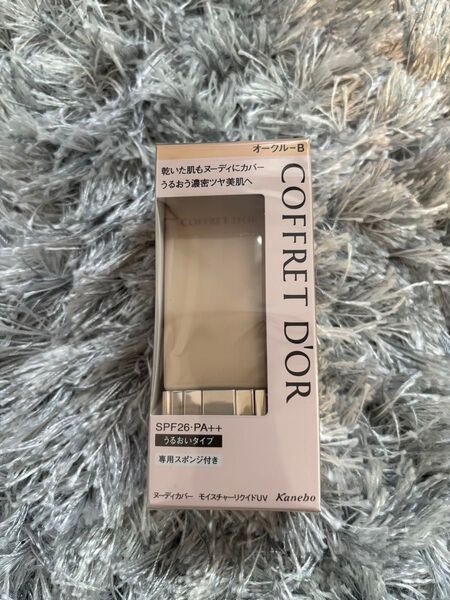 オークルーB
乾いた肌もヌーディにカバー
うるおう濃密ツヤ美肌へ
COFFRET D'OR
COFFRET D'OR
SPF26・PA++
うるおいタイプ
専用スポンジ付き
ヌーディカバー モイスチャーリクイドUV
Kanebo